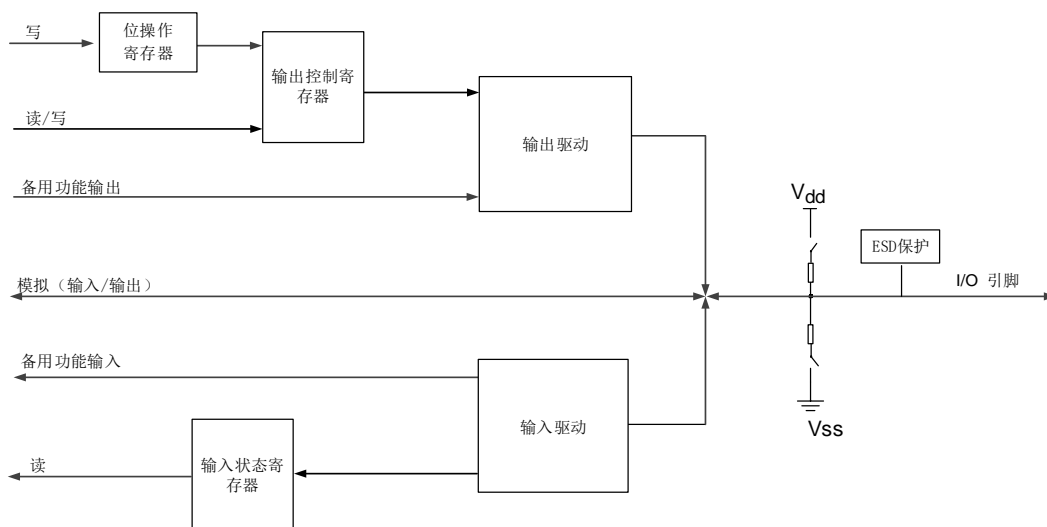 写
位操作
寄存器
输出控制寄
存器
读/写
输出驱动
备用功能输出
Vdd
ESD保护
模拟（输入/输出）
I/O 引脚
备用功能输入
输入驱动
Vss
读
输入状态寄
存器